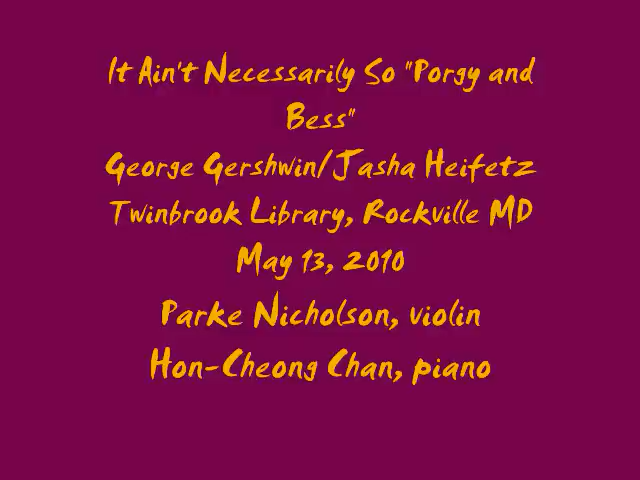 It Ain't Necessarily So "Porgy and
Bess"
George Gershwin/Jasha Heifetz
Twinbrook Library, Rockville MD
May 13, 2010
Parke Nicholson, violin
Hon-Cheong Chan, piano